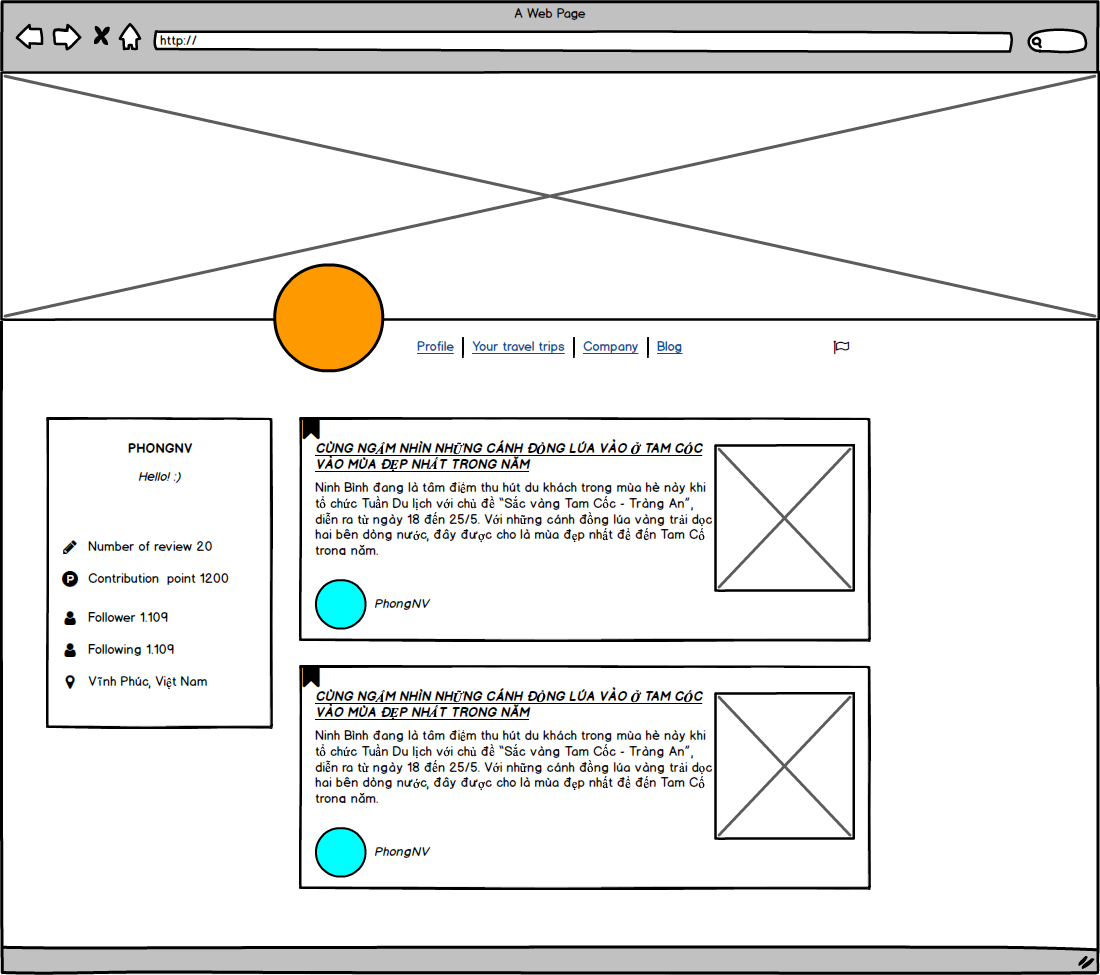 A Web Page
http://
Profile
Your travel trips
Company
Blog
PHONGNV
Hello! :)
Number of review 20
P
Contribution point 1200
Follower 1.109
Following 1.109
Vĩnh Phúc, Việt Nam
CÙNG NGẮM NHÌN NHỮNG CÁNH ĐỒNG LÚA VÀO Ở TAM CỐC
VÀO MÙA ĐẸP NHẤT TRONG NĂM
Ninh Bình đang là tâm điệm thu hút du khách trong mùa hè này khi
tổ chức Tuần Du lịch với chủ đề "Sắc vàng Tam Cốc - Tràng An",
diễn ra từ ngày 18 đến 25/5. Với những cánh đồng lúa vàng trải dọc
hai bên dòng nước, đây được cho là mùa đẹp nhất để đến Tam Cố
trong năm.
PhongNV
CÙNG NGẮM NHÌN NHỮNG CÁNH ĐỒNG LÚA VÀO Ở TAM CỐC
VÀO MÙA ĐẸP NHẤT TRONG NĂM
Ninh Bình đang là tâm điệm thu hút du khách trong mùa hè này khi
tổ chức Tuần Du lịch với chủ đề "Sắc vàng Tam Cốc - Tràng An",
diễn ra từ ngày 18 đến 25/5. Với những cánh đồng lúa vàng trải dọc
hai bên dòng nước, đây được cho là mùa đẹp nhất để đến Tam Cố
trong năm.
PhongNV